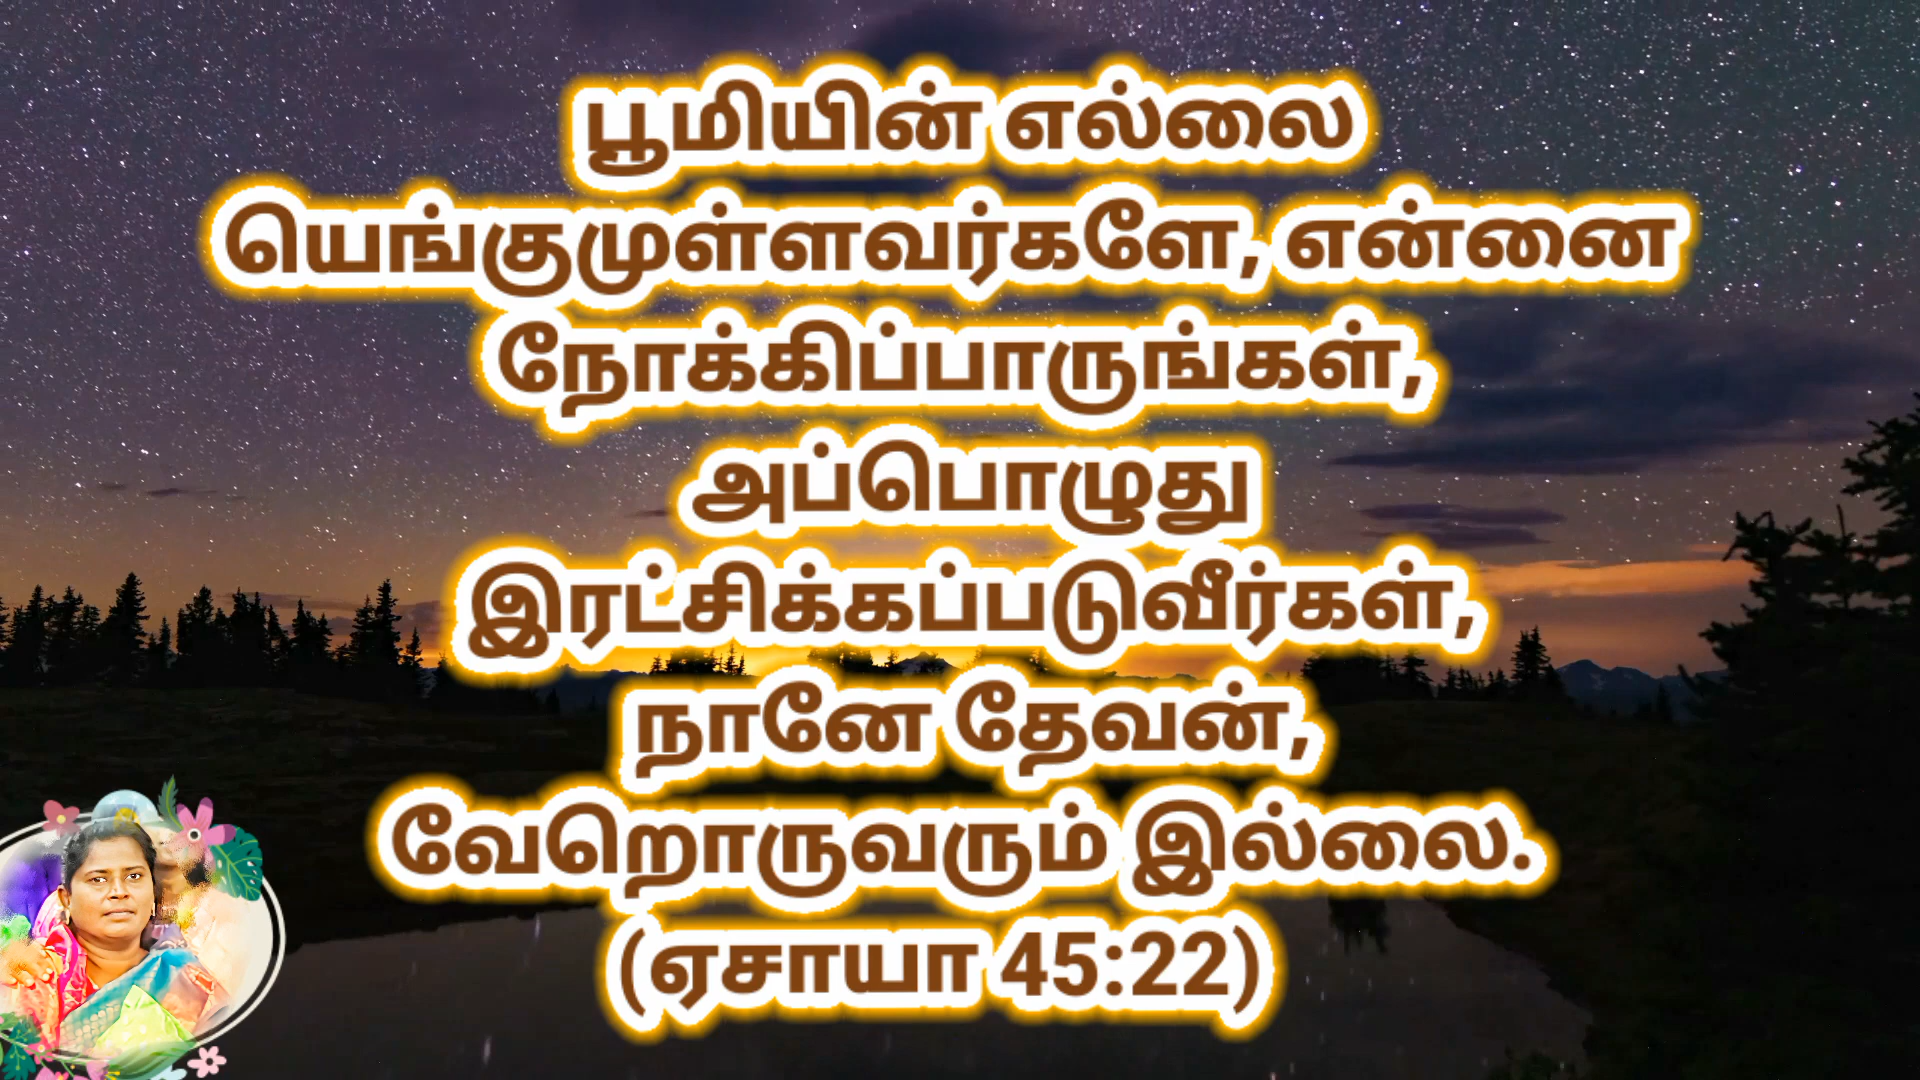 பூமியின் எல்லை
யெங்குமுள்ளவர்களே, என்னை
நோக்கிப்பாருங்கள்,
அப்பொழுது
இரட்சிக்கப்படுவீர்கள்,
நானே தேவன்,
வேறொருவரும் இல்லை.
(ஏசாயா 45:22)